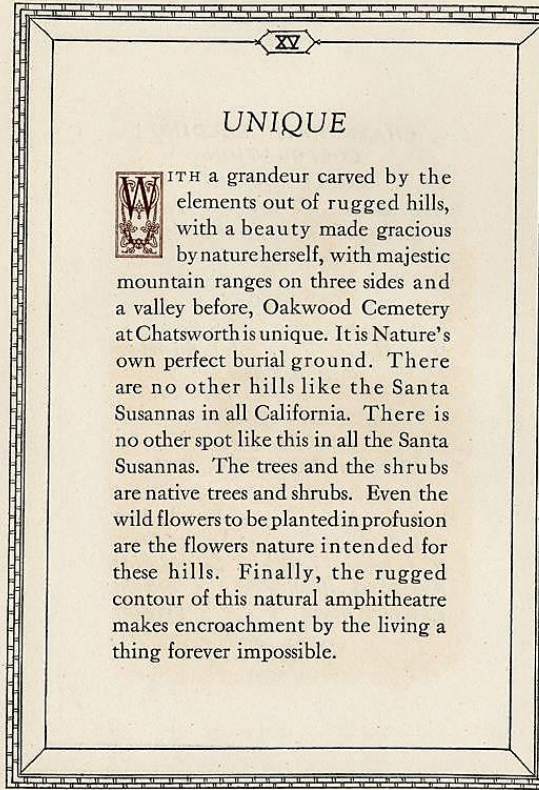 XV
UNIQUE
WITH a grandeur carved by the
elements out of rugged hills,
with a beauty made gracious
by nature herself, with majestic
mountain ranges on three sides and
a valley before, Oakwood Cemetery
at Chatsworth is unique. It is Nature's
own perfect burial ground. There
are no other hills like the Santa
Susannas in all California. There is
no other spot like this in all the Santa
Susannas. The trees and the shrubs
are native trees and shrubs. Even the
wild flowers to be planted in profusion
are the flowers nature intended for
these hills. Finally, the rugged
contour of this natural amphitheatre
makes encroachment by the living a
thing forever impossible.